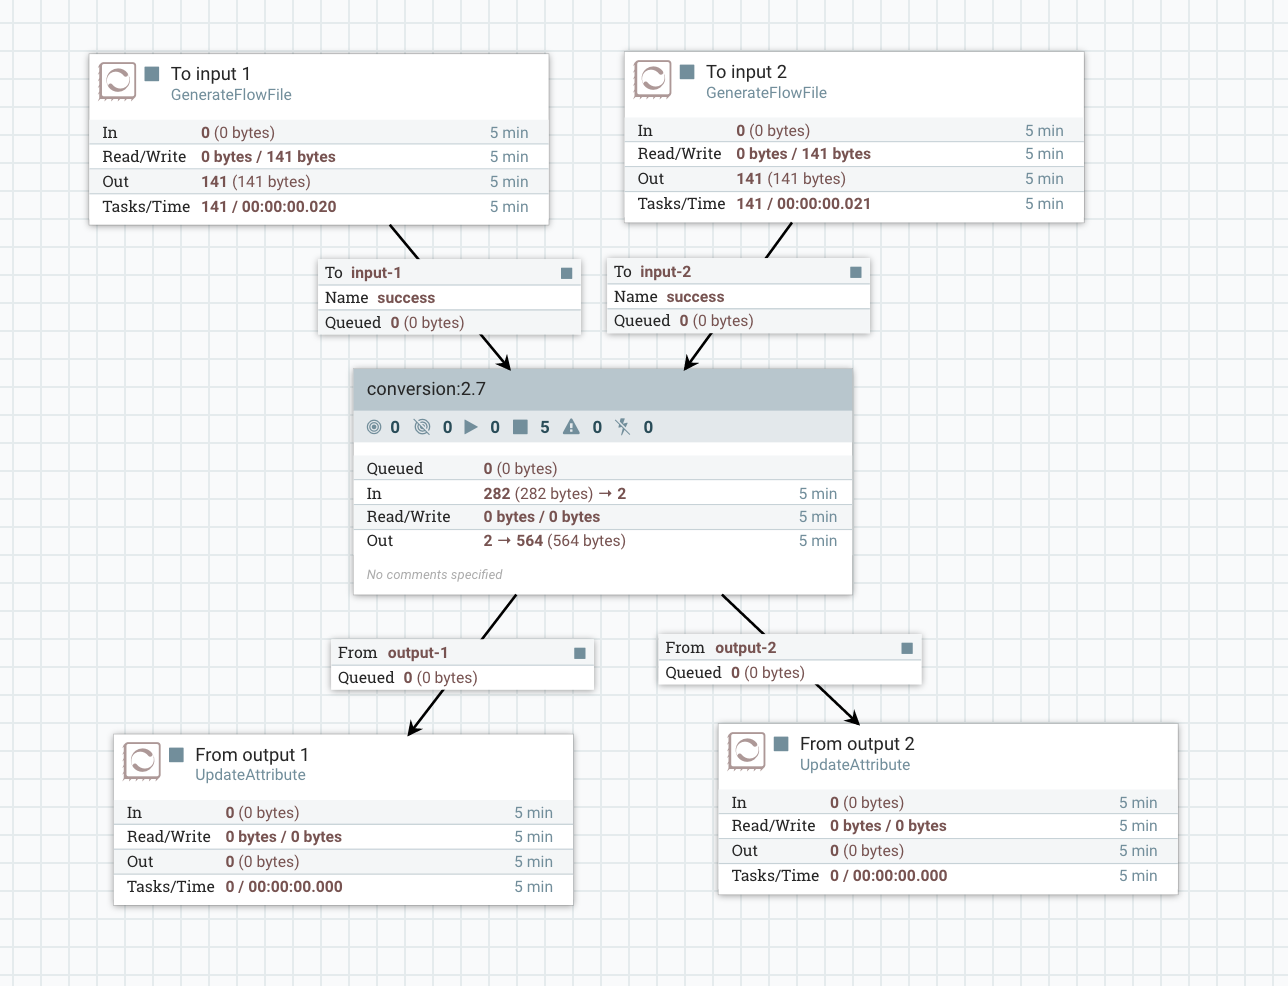 To input 1
GenerateFlowFile
In 0 (0 bytes) 5 min
Read/Write 0 bytes / 141 bytes 5 min
Out 141 (141 bytes) 5 min
Tasks/Time 141 / 00:00:00.020 5 min
To input 2
GenerateFlowFile
In 0 (0 bytes) 5 min
Read/Write 0 bytes / 141 bytes 5 min
Out 141 (141 bytes) 5 min
Tasks/Time 141 / 00:00:00.021 5 min
To input-1
Name success
Queued 0 (0 bytes)
To input-2
Name success
Queued 0 (0 bytes)
conversion:2.7
0 0 0 5 0 0
Queued 0 (0 bytes)
In 282 (282 bytes) → 2 5 min
Read/Write 0 bytes / 0 bytes 5 min
Out 2 → 564 (564 bytes) 5 min
No comments specified
From output-1
Queued 0 (0 bytes)
From output-2
Queued 0 (0 bytes)
From output 1
UpdateAttribute
In 0 (0 bytes) 5 min
Read/Write 0 bytes / 0 bytes 5 min
Out 0 (0 bytes) 5 min
Tasks/Time 0 / 00:00:00.000 5 min
From output 2
UpdateAttribute
In 0 (0 bytes) 5 min
Read/Write 0 bytes / 0 bytes 5 min
Out 0 (0 bytes) 5 min
Tasks/Time 0 / 00:00:00.000 5 min